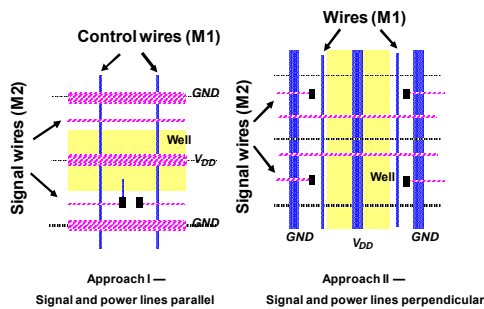 Control wires (M1)
Signal wires (M2)
GND
Well
VDD
GND
Approach I —
Signal and power lines parallel
Wires (M1)
Signal wires (M2)
Well
GND
VDD
GND
Approach II —
Signal and power lines perpendicular